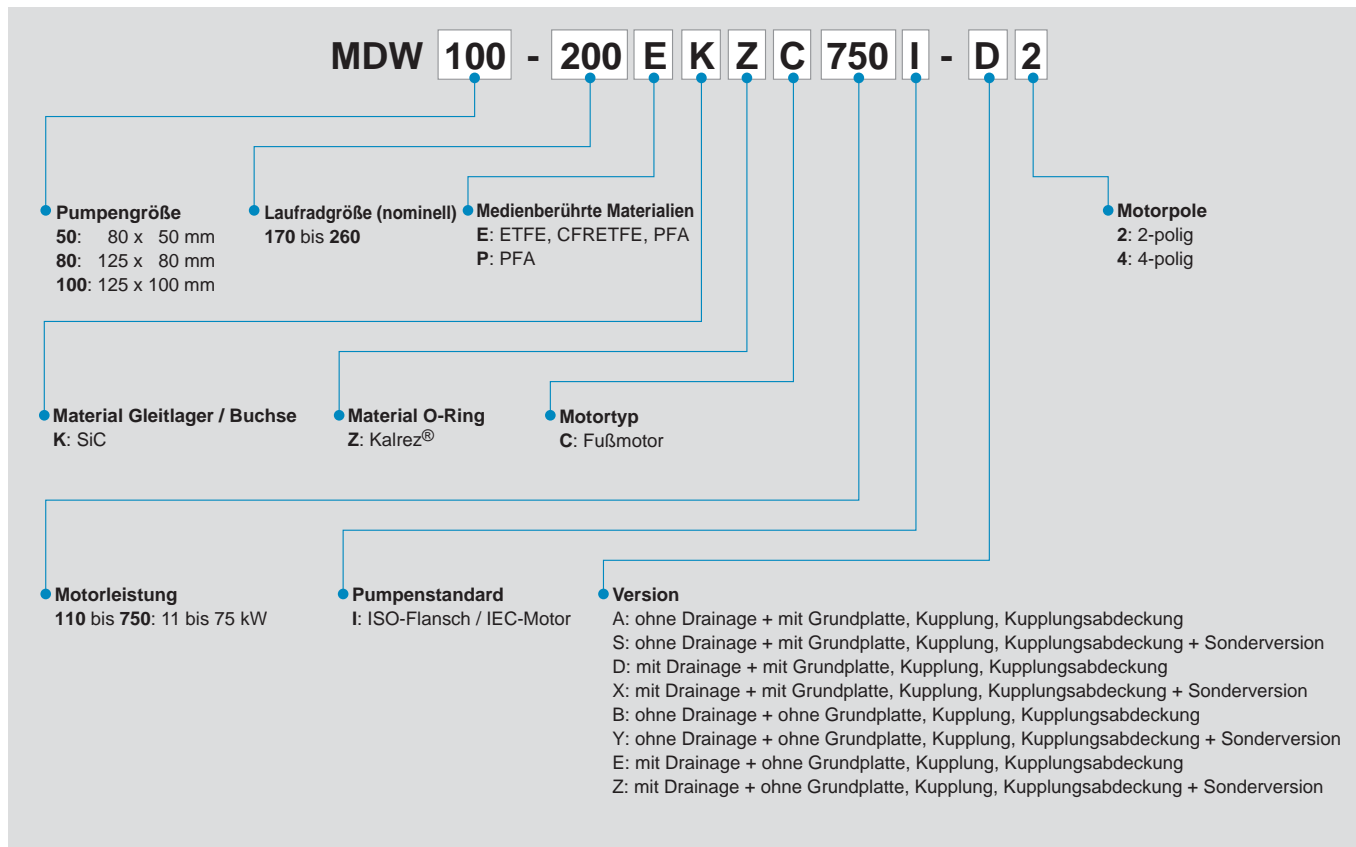 MDW 100 - 200 E K Z C 750 I - D 2
Pumpengröße
50: 80 x 50 mm
80: 125 x 80 mm
100: 125 x 100 mm
Laufradgröße (nominell)
170 bis 260
Medienberührte Materialien
E: ETFE, CFRETFE, PFA
P: PFA
Motorpole
2: 2-polig
4: 4-polig
Material Gleitlager / Buchse
K: SiC
Material O-Ring
Z: Kalrez®
Motortyp
C: Fußmotor
Motorleistung
110 bis 750: 11 bis 75 kW
Pumpenstandard
I: ISO-Flansch / IEC-Motor
Version
A: ohne Drainage + mit Grundplatte, Kupplung, Kupplungsabdeckung
S: ohne Drainage + mit Grundplatte, Kupplung, Kupplungsabdeckung + Sonderversion
D: mit Drainage + mit Grundplatte, Kupplung, Kupplungsabdeckung
X: mit Drainage + mit Grundplatte, Kupplung, Kupplungsabdeckung + Sonderversion
B: ohne Drainage + ohne Grundplatte, Kupplung, Kupplungsabdeckung
Y: ohne Drainage + ohne Grundplatte, Kupplung, Kupplungsabdeckung + Sonderversion
E: mit Drainage + ohne Grundplatte, Kupplung, Kupplungsabdeckung
Z: mit Drainage + ohne Grundplatte, Kupplung, Kupplungsabdeckung + Sonderversion